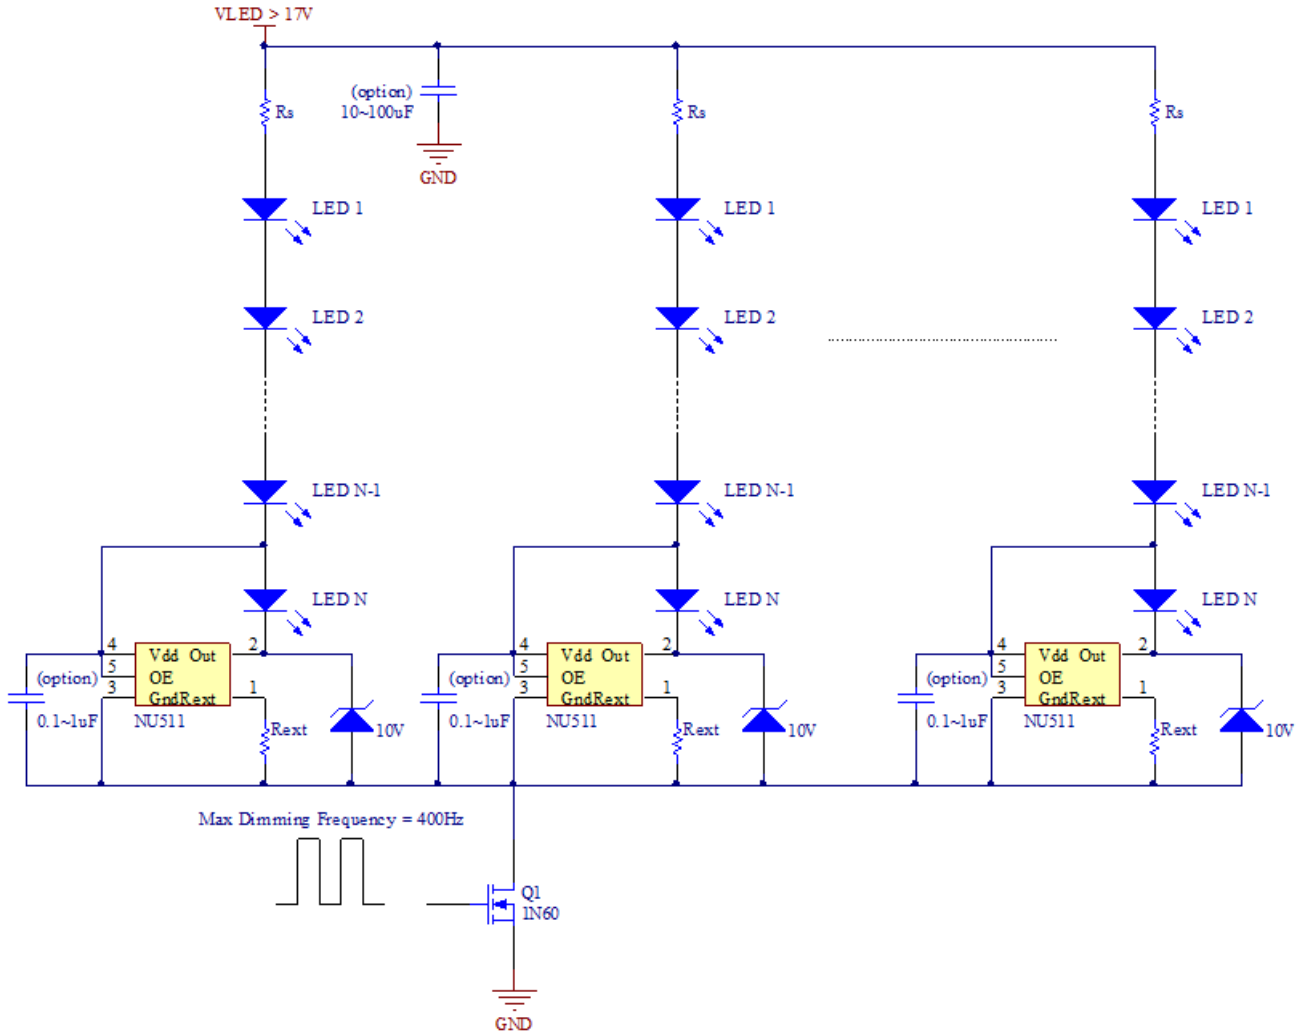 VLED > 17V
(option)
10~100uF
GND
Rs
Rs
Rs
LED 1
LED 1
LED 1
LED 2
LED 2
LED 2
LED N-1
LED N-1
LED N-1
LED N
LED N
LED N
4 Vdd Out 2
(option) 5 OE
3 GndRext 1
0.1~1uF
NU511
Rext
10V
4 Vdd Out 2
(option) 5 OE
3 GndRext 1
0.1~1uF
NU511
Rext
10V
4 Vdd Out 2
(option) 5 OE
3 GndRext 1
0.1~1uF
NU511
Rext
10V
Max Dimming Frequency = 400Hz
Q1
1N60
GND